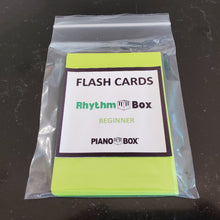 FLASH CARDS
Rhythm Box
BEGINNER
PIANO BOX